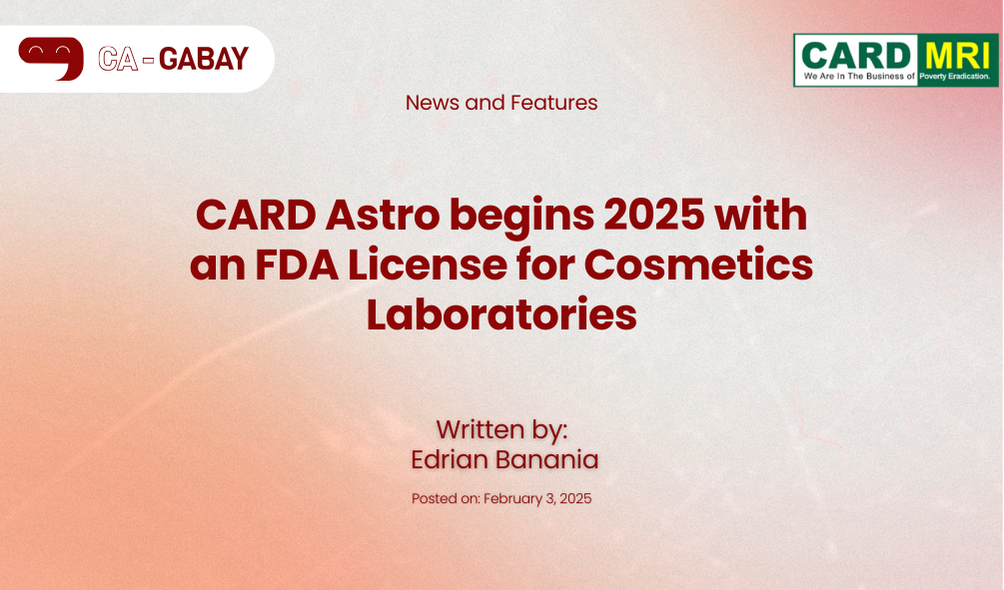 CA-GABAY
CARD MRI
We Are In The Business of Poverty Eradication.
News and Features
CARD Astro begins 2025 with
an FDA License for Cosmetics
Laboratories
Written by:
Edrian Banania
Posted on: February 3, 2025